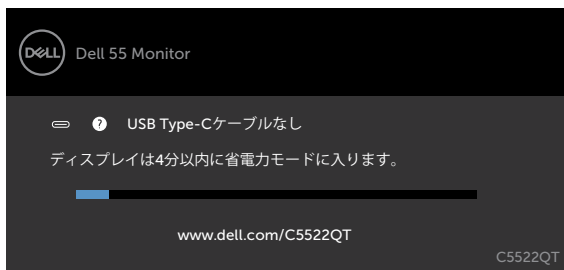 DELL
Dell 55 Monitor
? USB Type-Cケーブルなし
ディスプレイは4分以内に省電力モードに入ります。
www.dell.com/C5522QT
C5522QT